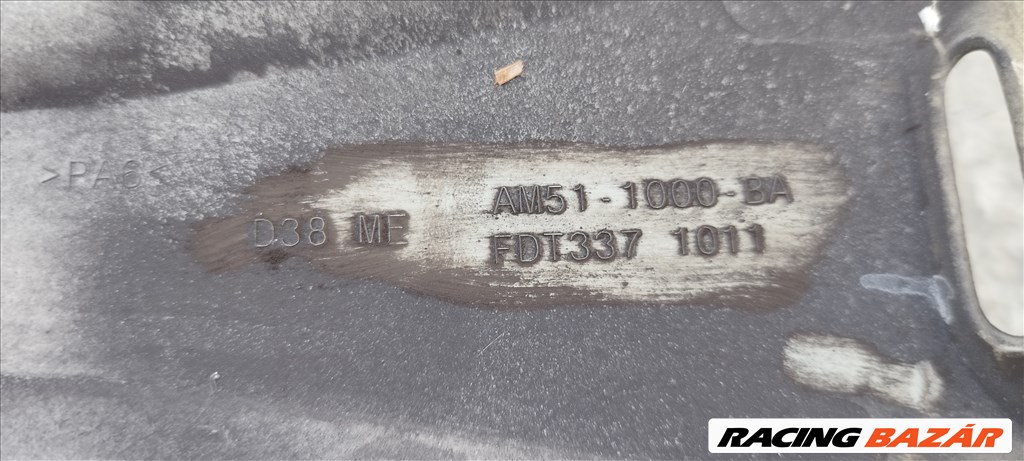 >PA6<
AM51-1000-BA
D38 ME
FDT337 1011
RACING BAZÁR